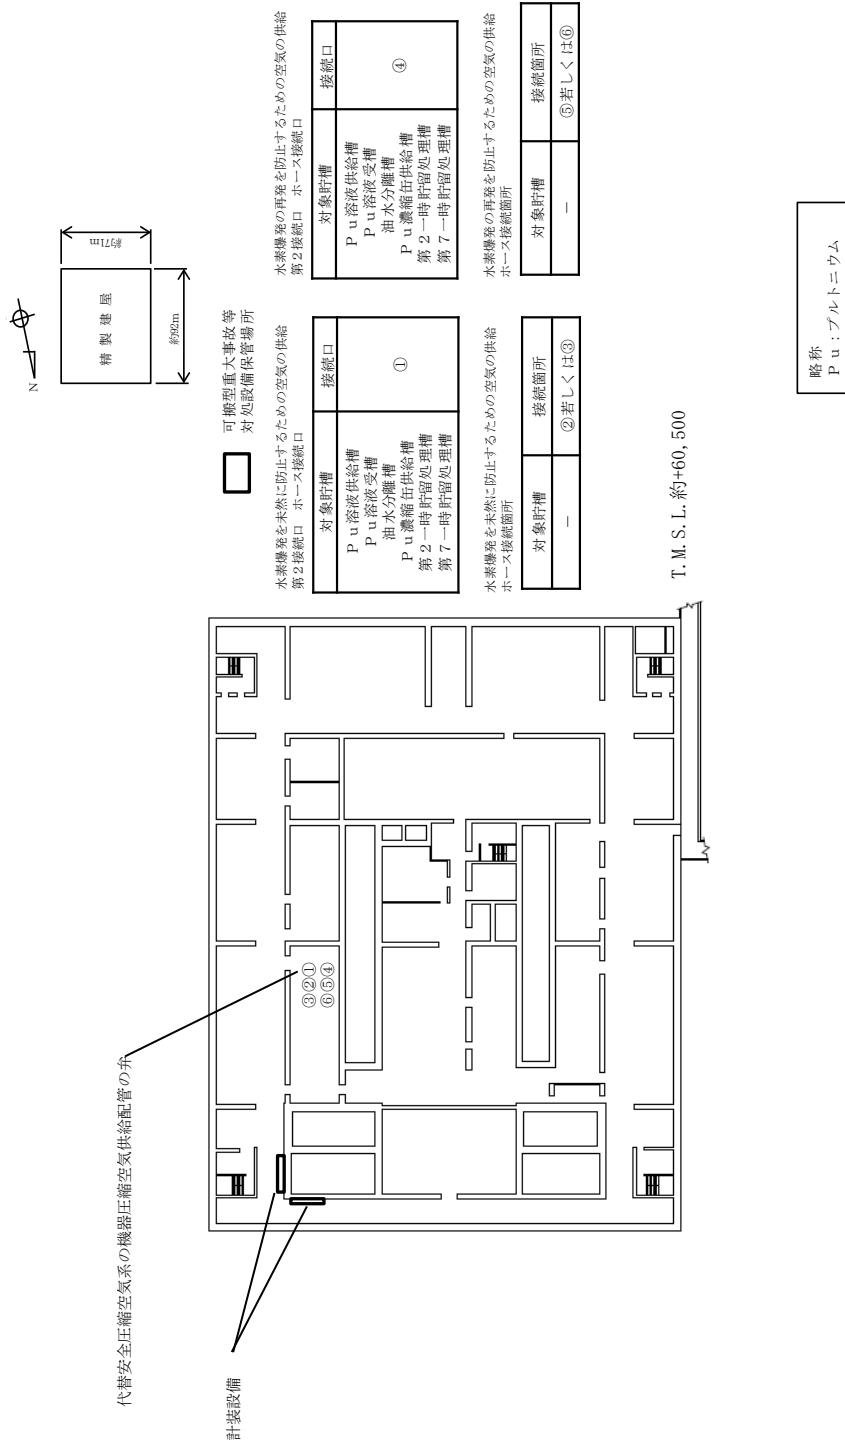 代替安全圧縮空気系の機器圧縮空気供給配管の弁
計装設備
③②①
⑥⑤④
N
精製建屋
約92m
約71m
可搬型重大事故等
対処設備保管場所
水素爆発を未然に防止するための空気の供給
第2接続口 ホース接続口
対象貯槽 接続口
Pu溶液供給槽 ①
Pu溶液受槽
油水分離槽
Pu濃縮缶供給槽
第2一時貯留処理槽
第7一時貯留処理槽
水素爆発の再発を防止するための空気の供給
第2接続口 ホース接続口
対象貯槽 接続口
Pu溶液供給槽 ④
Pu溶液受槽
油水分離槽
Pu濃縮缶供給槽
第2一時貯留処理槽
第7一時貯留処理槽
水素爆発を未然に防止するための空気の供給
ホース接続箇所
対象貯槽 接続箇所
－ ②若しくは③
水素爆発の再発を防止するための空気の供給
ホース接続箇所
対象貯槽 接続箇所
－ ⑤若しくは⑥
T.M.S.L.約+60,500
略称
Pu:プルトニウム